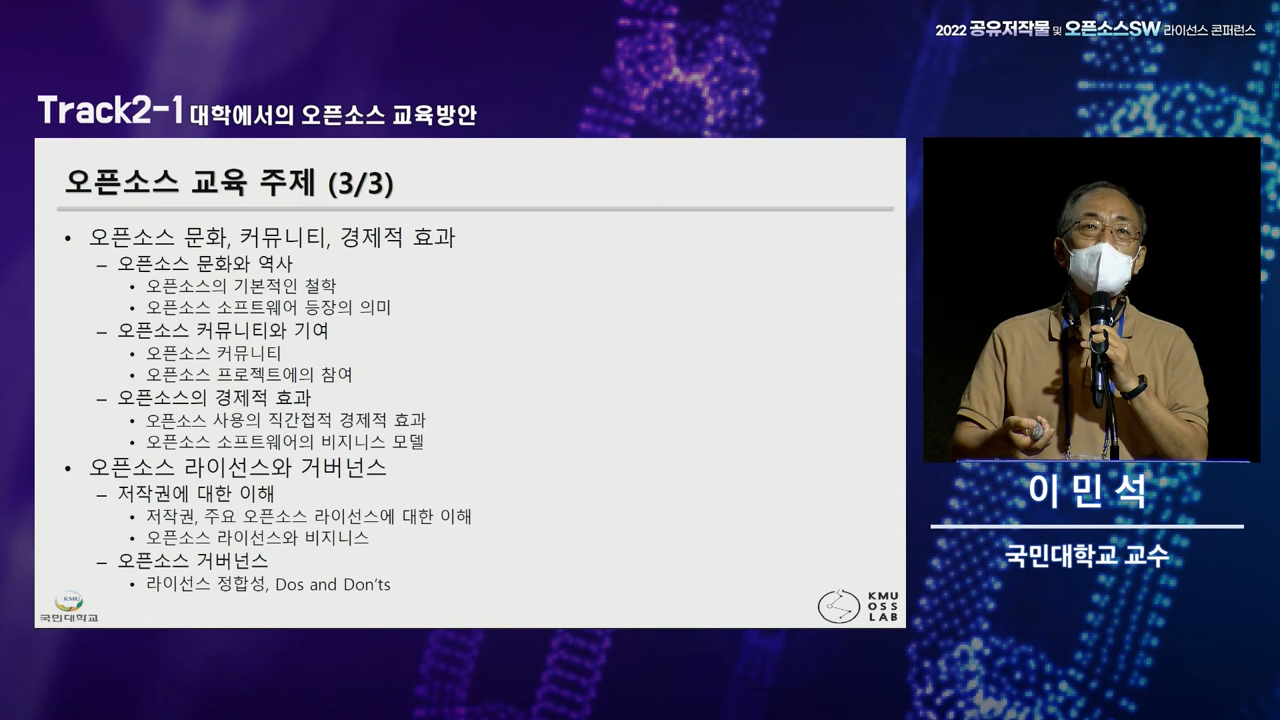 2022 공유저작물 및 오픈소스SW 라이선스 콘퍼런스
Track2-1 대학에서의 오픈소스 교육방안
오픈소스 교육 주제 (3/3)
• 오픈소스 문화, 커뮤니티, 경제적 효과
– 오픈소스 문화와 역사
• 오픈소스의 기본적인 철학
• 오픈소스 소프트웨어 등장의 의미
– 오픈소스 커뮤니티와 기여
• 오픈소스 커뮤니티
• 오픈소스 프로젝트에의 참여
– 오픈소스의 경제적 효과
• 오픈소스 사용의 직간접적 경제적 효과
• 오픈소스 소프트웨어의 비지니스 모델
• 오픈소스 라이선스와 거버넌스
– 저작권에 대한 이해
• 저작권, 주요 오픈소스 라이선스에 대한 이해
• 오픈소스 라이선스와 비지니스
– 오픈소스 거버넌스
• 라이선스 정합성, Dos and Don'ts
KMU
국민대학교
KMU
OSS
LAB
이민석
국민대학교 교수